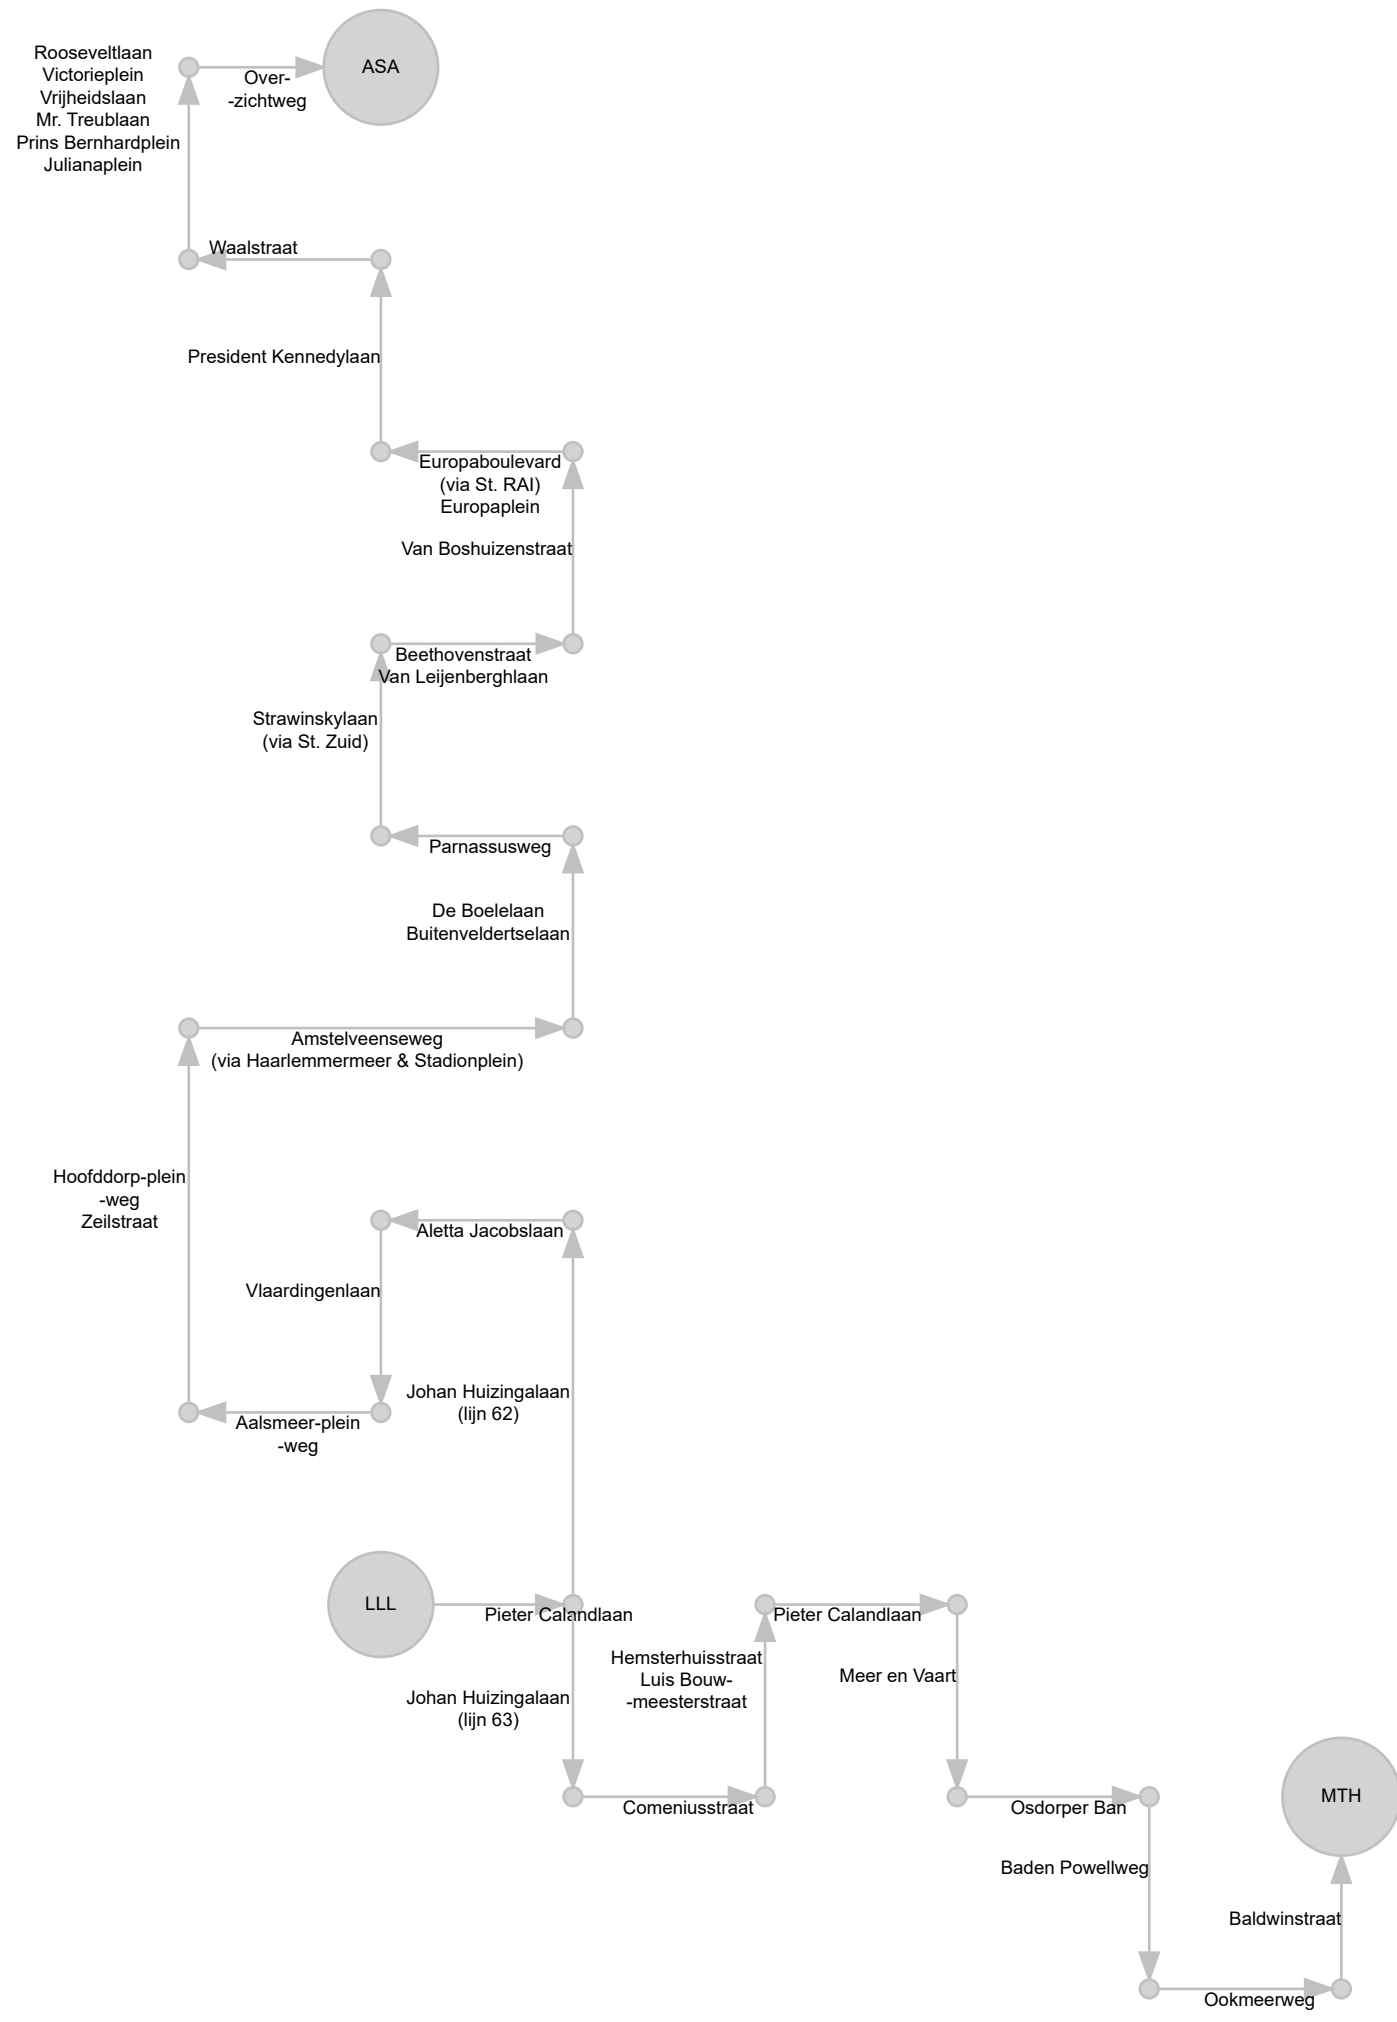 Rooseveltlaan
Victorieplein
Vrijheidslaan
Mr. Treublaan
Prins Bernhardplein
Julianaplein
Over-
-zichtweg
ASA
Waalstraat
President Kennedylaan
Europaboulevard
(via St. RAI)
Europaplein
Van Boshuizenstraat
Beethovenstraat
Van Leijenberghlaan
Strawinskylaan
(via St. Zuid)
Parnassusweg
De Boelelaan
Buitenveldertselaan
Amstelveenseweg
(via Haarlemmermeer & Stadionplein)
Hoofddorp-plein
-weg
Zeilstraat
Aletta Jacobslaan
Vlaardingenlaan
Johan Huizingalaan
(lijn 62)
Aalsmeer-plein
-weg
LLL
Pieter Calandlaan
Pieter Calandlaan
Hemsterhuisstraat
Luis Bouw-
-meesterstraat
Meer en Vaart
Johan Huizingalaan
(lijn 63)
Comeniusstraat
Osdorper Ban
MTH
Baden Powellweg
Baldwinstraat
Ookmeerweg